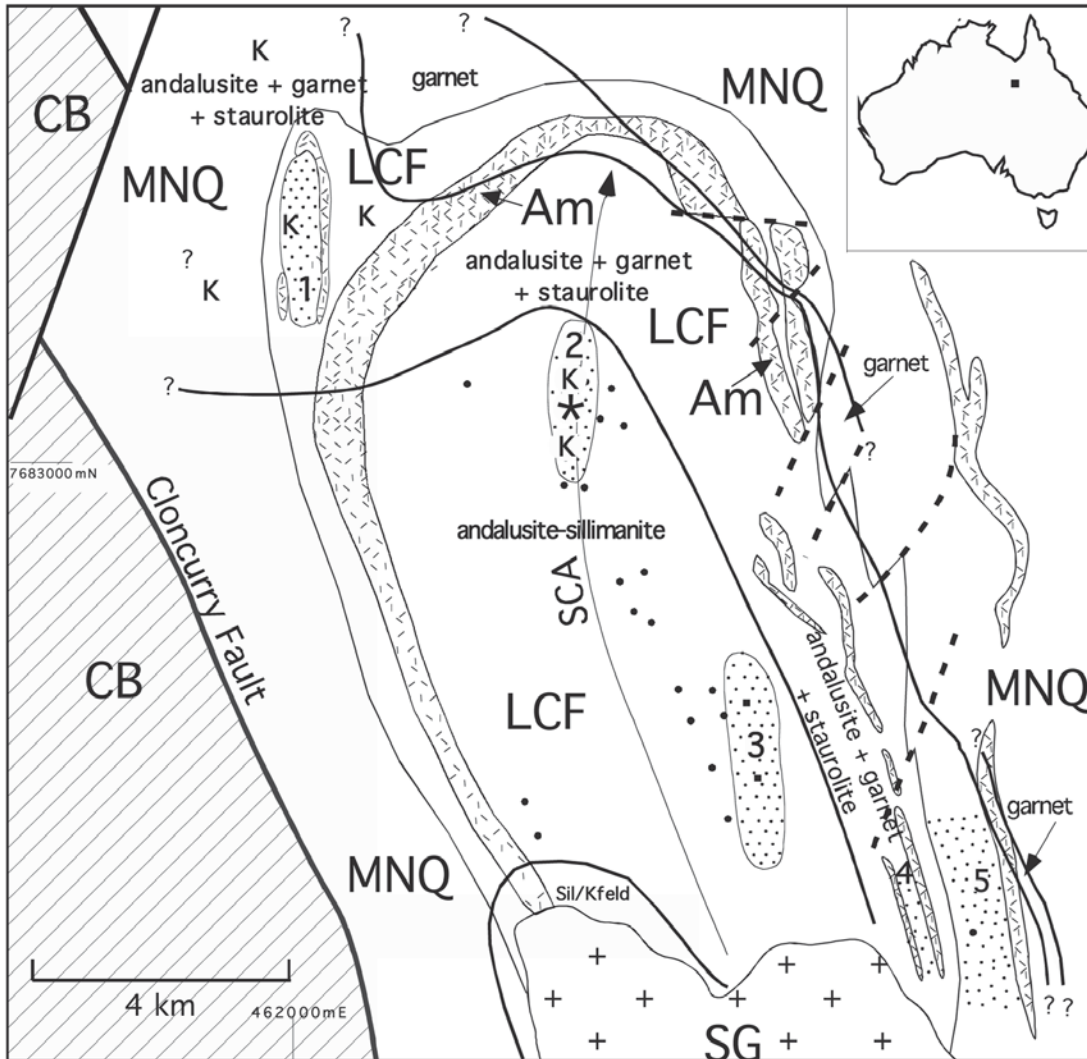 ?
?
K
andalusite + garnet
+ staurolite
garnet
MNQ
CB
MNQ
LCF
K
K
Am
?
K
1
andalusite + garnet
+ staurolite
LCF
2
K
*
K
garnet
Am
?
?
7683000mN
Cloncurry Fault
andalusite-sillimanite
SCA
CB
LCF
3
andalusite + garnet
+ staurolite
MNQ
?
garnet
MNQ
Sil/Kfeld
4
5
4 km
462000mE
SG
? ?